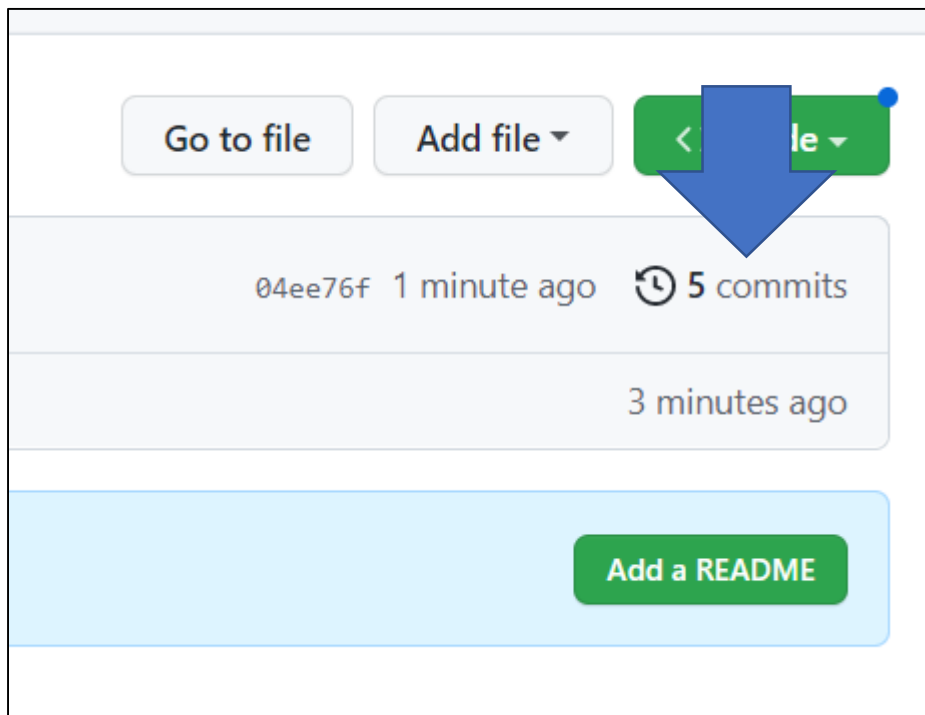 Go to file
Add file
04ee76f 1 minute ago 5 commits
3 minutes ago
Add a README